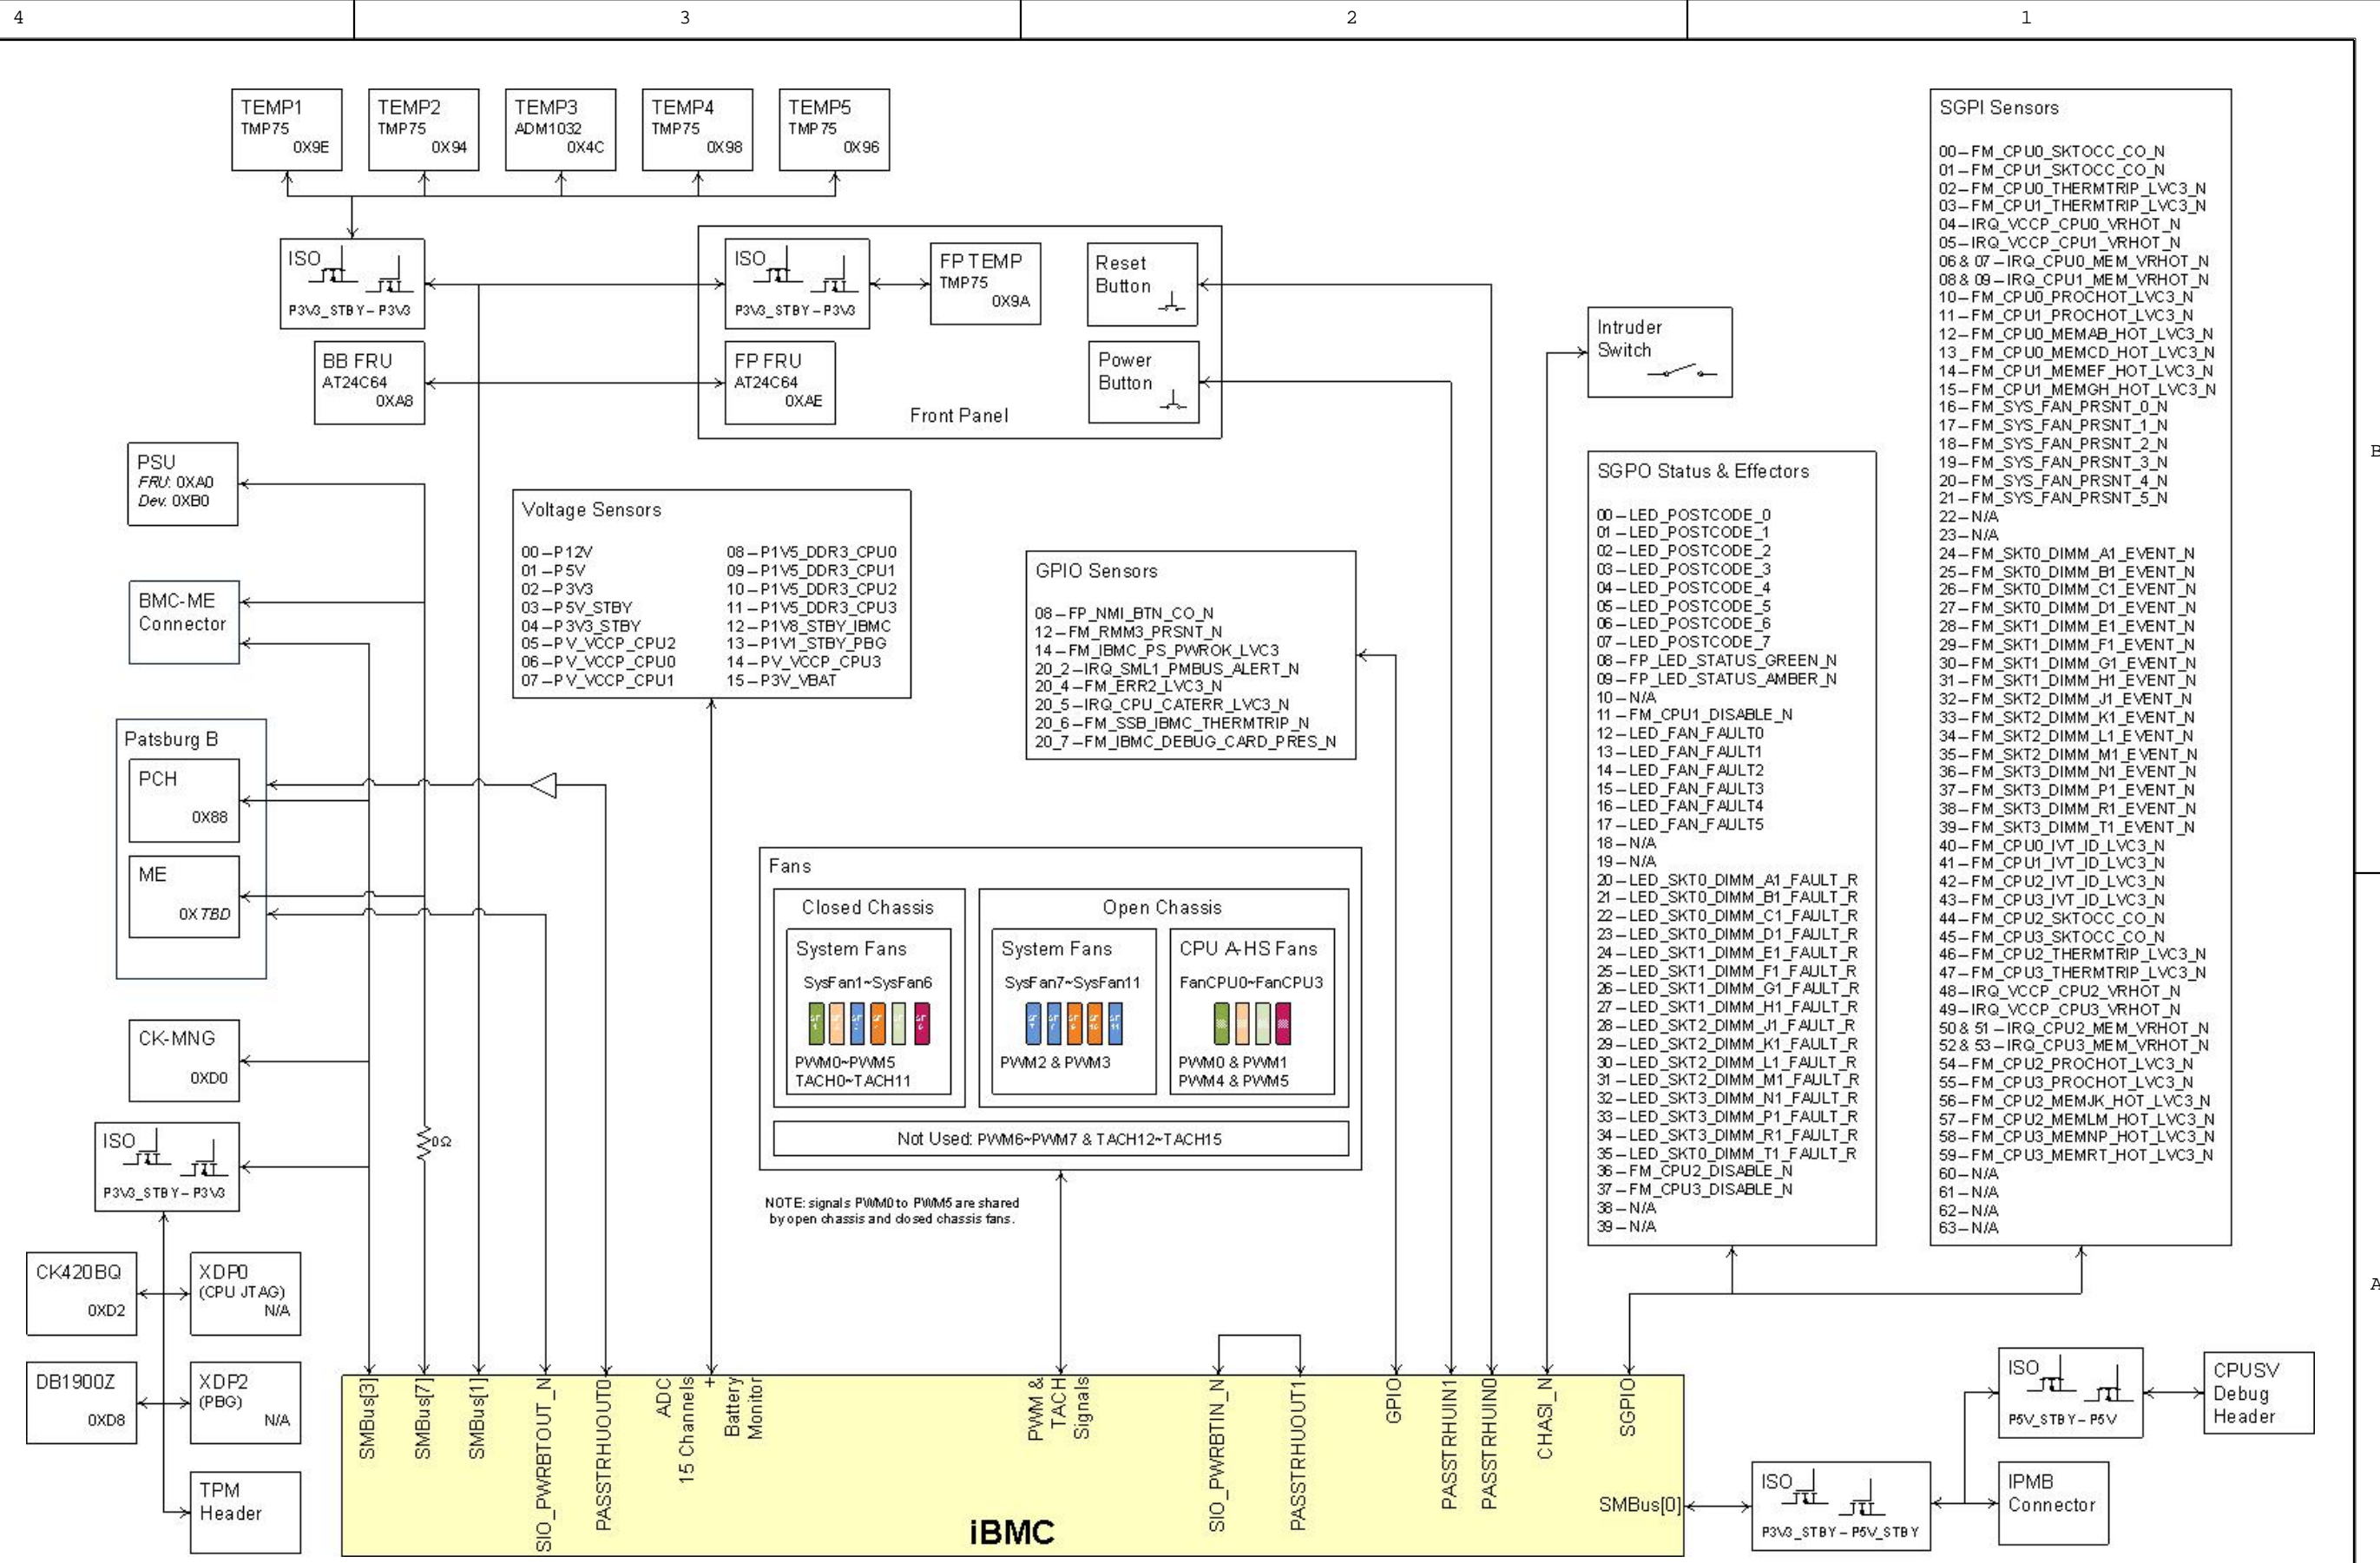 4
3
2
1
TEMP1
TMP75
0X9E
TEMP2
TMP75
0X94
TEMP3
ADM1032
0X4C
TEMP4
TMP75
0X98
TEMP5
TMP75
0X96
ISO
P3V3_STBY – P3V3
ISO
P3V3_STBY – P3V3
FP TEMP
TMP75
0X9A
Reset
Button
BB FRU
AT24C64
0XA8
FP FRU
AT24C64
0XAE
Power
Button
Front Panel
Intruder
Switch
PSU
FRU: 0XA0
Dev: 0XB0
BMC-ME
Connector
Patsburg B
PCH
0X88
ME
0XTBD
CK-MNG
0XD0
ISO
P3V3_STBY – P3V3
0Ω
CK420BQ
0XD2
XDP0
(CPU JTAG)
N/A
DB1900Z
0XD8
XDP2
(PBG)
N/A
TPM
Header
Voltage Sensors
00 – P12V
01 – P5V
02 – P3V3
03 – P5V_STBY
04 – P3V3_STBY
05 – PV_VCCP_CPU2
06 – PV_VCCP_CPU0
07 – PV_VCCP_CPU1
08 – P1V5_DDR3_CPU0
09 – P1V5_DDR3_CPU1
10 – P1V5_DDR3_CPU2
11 – P1V5_DDR3_CPU3
12 – P1V8_STBY_IBMC
13 – P1V1_STBY_PBG
14 – PV_VCCP_CPU3
15 – P3V_VBAT
GPIO Sensors
08 – FP_NMI_BTN_CO_N
12 – FM_RMM3_PRSNT_N
14 – FM_IBMC_PS_PWROK_LVC3
20_2 – IRQ_SML1_PMBUS_ALERT_N
20_4 – FM_ERR2_LVC3_N
20_5 – IRQ_CPU_CATERR_LVC3_N
20_6 – FM_SSB_IBMC_THERMTRIP_N
20_7 – FM_IBMC_DEBUG_CARD_PRES_N
Fans
Closed Chassis
System Fans
SysFan1~SysFan6
PWM0~PWM5
TACH0~TACH11
Open Chassis
System Fans
SysFan7~SysFan11
PWM2 & PWM3
CPU A-HS Fans
FanCPU0~FanCPU3
PWM0 & PWM1
PWM4 & PWM5
Not Used: PWM6~PWM7 & TACH12~TACH15
NOTE: signals PWM0 to PWM5 are shared
by open chassis and closed chassis fans.
SGPO Status & Effectors
00 – LED_POSTCODE_0
01 – LED_POSTCODE_1
02 – LED_POSTCODE_2
03 – LED_POSTCODE_3
04 – LED_POSTCODE_4
05 – LED_POSTCODE_5
06 – LED_POSTCODE_6
07 – LED_POSTCODE_7
08 – FP_LED_STATUS_GREEN_N
09 – FP_LED_STATUS_AMBER_N
10 – N/A
11 – FM_CPU1_DISABLE_N
12 – LED_FAN_FAULT0
13 – LED_FAN_FAULT1
14 – LED_FAN_FAULT2
15 – LED_FAN_FAULT3
16 – LED_FAN_FAULT4
17 – LED_FAN_FAULT5
18 – N/A
19 – N/A
20 – LED_SKT0_DIMM_A1_FAULT_R
21 – LED_SKT0_DIMM_B1_FAULT_R
22 – LED_SKT0_DIMM_C1_FAULT_R
23 – LED_SKT0_DIMM_D1_FAULT_R
24 – LED_SKT1_DIMM_E1_FAULT_R
25 – LED_SKT1_DIMM_F1_FAULT_R
26 – LED_SKT1_DIMM_G1_FAULT_R
27 – LED_SKT1_DIMM_H1_FAULT_R
28 – LED_SKT2_DIMM_J1_FAULT_R
29 – LED_SKT2_DIMM_K1_FAULT_R
30 – LED_SKT2_DIMM_L1_FAULT_R
31 – LED_SKT2_DIMM_M1_FAULT_R
32 – LED_SKT3_DIMM_N1_FAULT_R
33 – LED_SKT3_DIMM_P1_FAULT_R
34 – LED_SKT3_DIMM_R1_FAULT_R
35 – LED_SKT0_DIMM_T1_FAULT_R
36 – FM_CPU2_DISABLE_N
37 – FM_CPU3_DISABLE_N
38 – N/A
39 – N/A
SGPI Sensors
00 – FM_CPU0_SKTOCC_CO_N
01 – FM_CPU1_SKTOCC_CO_N
02 – FM_CPU0_THERMTRIP_LVC3_N
03 – FM_CPU1_THERMTRIP_LVC3_N
04 – IRQ_VCCP_CPU0_VRHOT_N
05 – IRQ_VCCP_CPU1_VRHOT_N
06 & 07 – IRQ_CPU0_MEM_VRHOT_N
08 & 09 – IRQ_CPU1_MEM_VRHOT_N
10 – FM_CPU0_PROCHOT_LVC3_N
11 – FM_CPU1_PROCHOT_LVC3_N
12 – FM_CPU0_MEMAB_HOT_LVC3_N
13 _ FM_CPU0_MEMCD_HOT_LVC3_N
14 – FM_CPU1_MEMEF_HOT_LVC3_N
15 – FM_CPU1_MEMGH_HOT_LVC3_N
16 – FM_SYS_FAN_PRSNT_0_N
17 – FM_SYS_FAN_PRSNT_1_N
18 – FM_SYS_FAN_PRSNT_2_N
19 – FM_SYS_FAN_PRSNT_3_N
20 – FM_SYS_FAN_PRSNT_4_N
21 – FM_SYS_FAN_PRSNT_5_N
22 – N/A
23 – N/A
24 – FM_SKT0_DIMM_A1_EVENT_N
25 – FM_SKT0_DIMM_B1_EVENT_N
26 – FM_SKT0_DIMM_C1_EVENT_N
27 – FM_SKT0_DIMM_D1_EVENT_N
28 – FM_SKT1_DIMM_E1_EVENT_N
29 – FM_SKT1_DIMM_F1_EVENT_N
30 – FM_SKT1_DIMM_G1_EVENT_N
31 – FM_SKT1_DIMM_H1_EVENT_N
32 – FM_SKT2_DIMM_J1_EVENT_N
33 – FM_SKT2_DIMM_K1_EVENT_N
34 – FM_SKT2_DIMM_L1_EVENT_N
35 – FM_SKT2_DIMM_M1_EVENT_N
36 – FM_SKT3_DIMM_N1_EVENT_N
37 – FM_SKT3_DIMM_P1_EVENT_N
38 – FM_SKT3_DIMM_R1_EVENT_N
39 – FM_SKT3_DIMM_T1_EVENT_N
40 – FM_CPU0_IVT_ID_LVC3_N
41 – FM_CPU1_IVT_ID_LVC3_N
42 – FM_CPU2_IVT_ID_LVC3_N
43 – FM_CPU3_IVT_ID_LVC3_N
44 – FM_CPU2_SKTOCC_CO_N
45 – FM_CPU3_SKTOCC_CO_N
46 – FM_CPU2_THERMTRIP_LVC3_N
47 – FM_CPU3_THERMTRIP_LVC3_N
48 – IRQ_VCCP_CPU2_VRHOT_N
49 – IRQ_VCCP_CPU3_VRHOT_N
50 & 51 – IRQ_CPU2_MEM_VRHOT_N
52 & 53 – IRQ_CPU3_MEM_VRHOT_N
54 – FM_CPU2_PROCHOT_LVC3_N
55 – FM_CPU3_PROCHOT_LVC3_N
56 – FM_CPU2_MEMJK_HOT_LVC3_N
57 – FM_CPU2_MEMLM_HOT_LVC3_N
58 – FM_CPU3_MEMNP_HOT_LVC3_N
59 – FM_CPU3_MEMRT_HOT_LVC3_N
60 – N/A
61 – N/A
62 – N/A
63 – N/A
B
A
SMBus[3]
SMBus[7]
SMBus[1]
SIO_PWRBTOUT_N
PASSTRHUOUT0
ADC
15 Channels
+
Battery
Monitor
PWM &
TACH
Signals
SIO_PWRBTIN_N
PASSTRHUOUT1
GPIO
PASSTRHUIN1
PASSTRHUIN0
CHASI_N
SGPIO
SMBus[0]
iBMC
ISO
P3V3_STBY – P5V_STBY
ISO
P5V_STBY – P5V
CPUSV
Debug
Header
IPMB
Connector